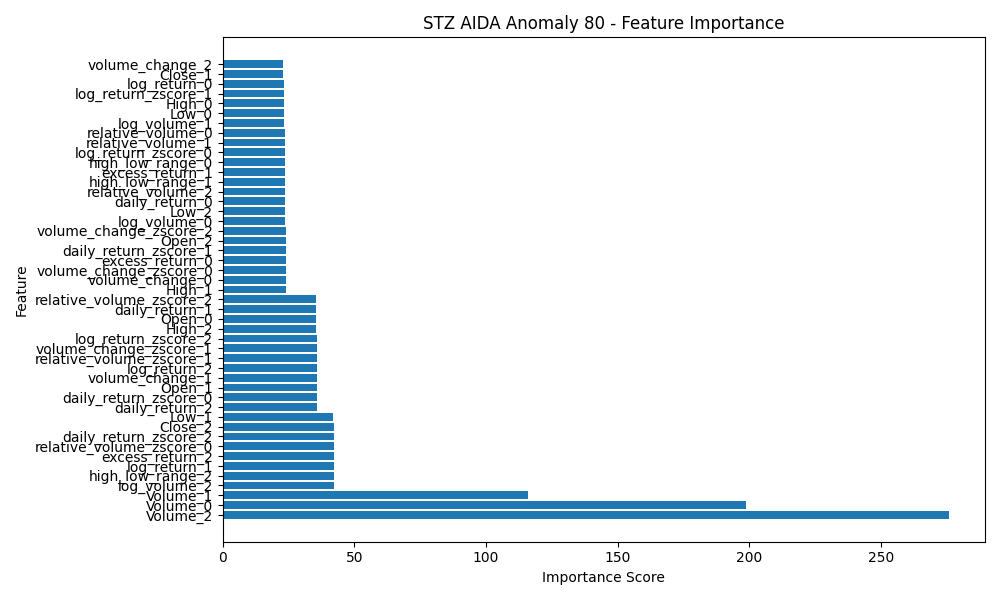 STZ AIDA Anomaly 80 - Feature Importance
Feature
volume_change_2
Close_1
log_return_0
log_return_zscore_1
High_0
Low_0
log_volume_1
relative_volume_0
relative_volume_1
log_return_zscore_0
high_low_range_0
excess_return_1
high_low_range_1
relative_volume_2
daily_return_0
Low_2
log_volume_0
volume_change_zscore_2
Open_2
daily_return_zscore_1
excess_return_0
volume_change_zscore_0
volume_change_0
High_1
relative_volume_zscore_2
daily_return_1
Open_0
High_2
log_return_zscore_2
volume_change_zscore_1
relative_volume_zscore_1
log_return_2
volume_change_1
Open_1
daily_return_zscore_0
daily_return_2
Low_1
Close_2
daily_return_zscore_2
relative_volume_zscore_0
excess_return_2
log_return_1
high_low_range_2
log_volume_2
Volume_1
Volume_0
Volume_2
0 50 100 150 200 250
Importance Score